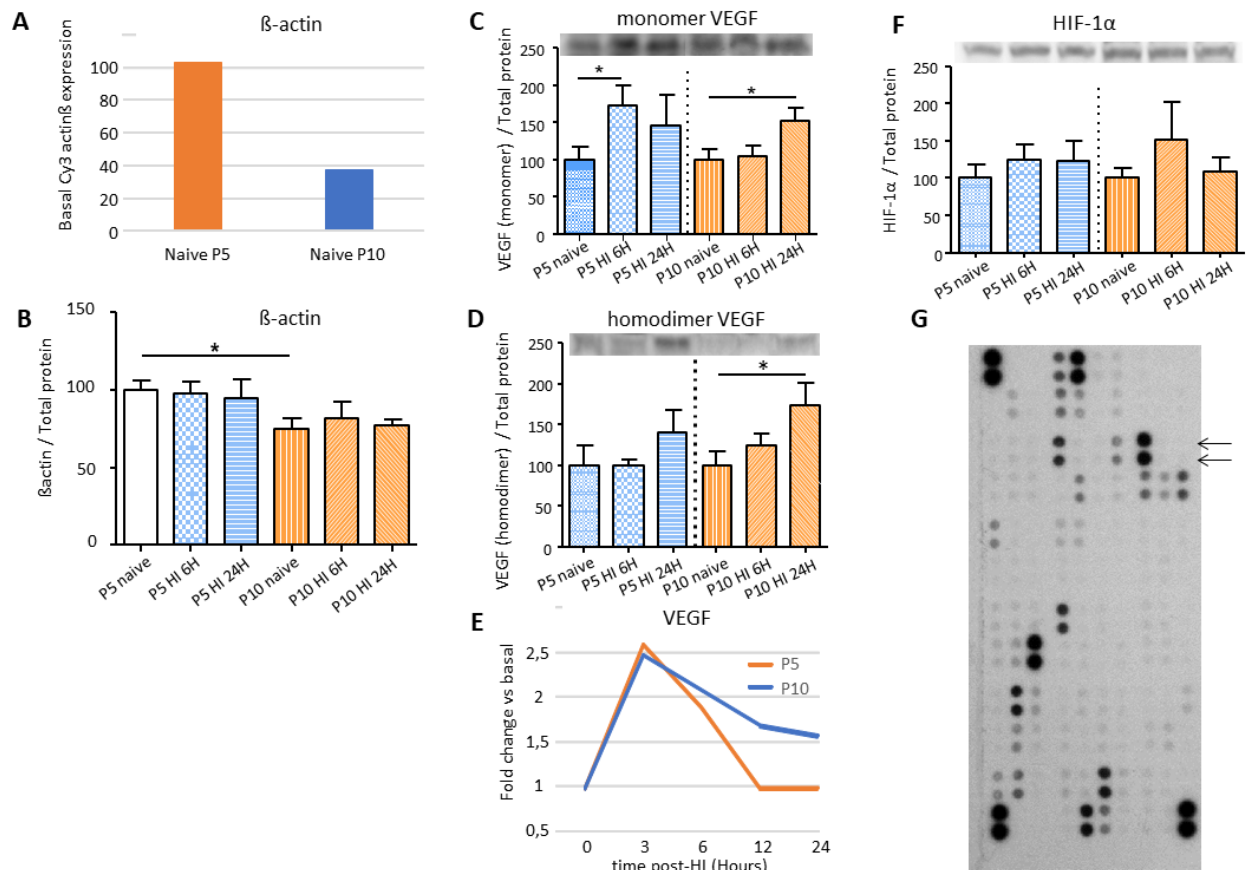 A
ß-actin
Basal Cy3 actinß expression
100
80
60
40
20
0
Naive P5
Naive P10
B
ß-actin
ßactin / Total protein
150
100
50
0
*
P5 naive
P5 HI 6H
P5 HI 24H
P10 naive
P10 HI 6H
P10 HI 24H
C
monomer VEGF
VEGF (monomer) / Total protein
250
200
150
100
50
0
*
*
P5 naive
P5 HI 6H
P5 HI 24H
P10 naive
P10 HI 6H
P10 HI 24H
D
homodimer VEGF
VEGF (homodimer) / Total protein
250
200
150
100
50
0
*
P5 naive
P5 HI 6H
P5 HI 24H
P10 naive
P10 HI 6H
P10 HI 24H
E
VEGF
Fold change vs basal
2,5
2
1,5
1
0,5
P5
P10
0
3
6
12
24
time post-HI (Hours)
F
HIF-1α
HIF-1α / Total protein
250
200
150
100
50
0
P5 naive
P5 HI 6H
P5 HI 24H
P10 naive
P10 HI 6H
P10 HI 24H
G